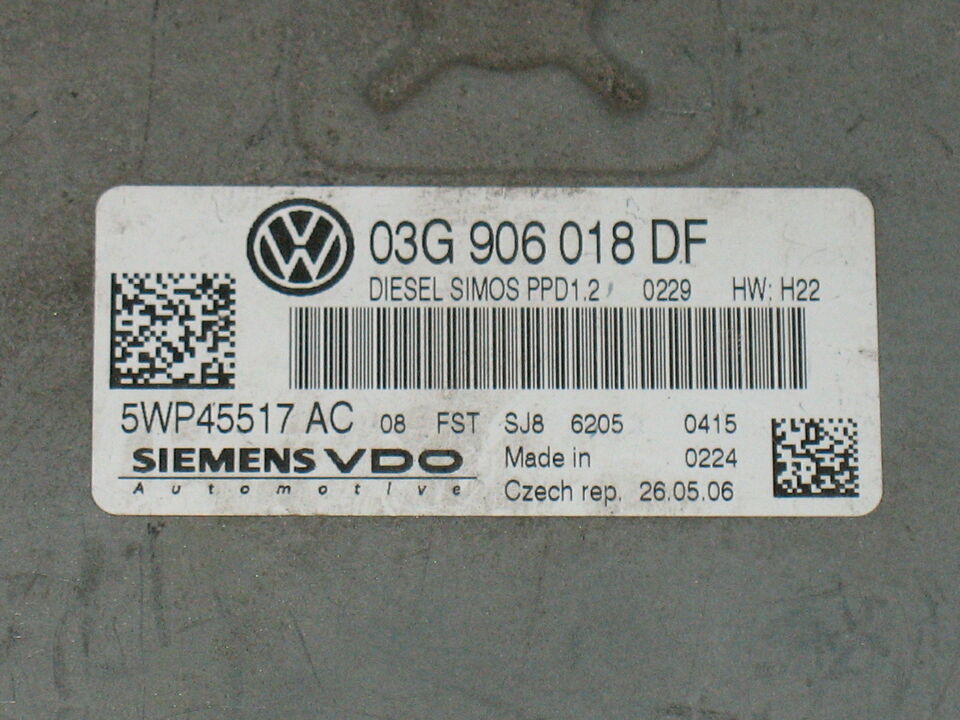 03G 906 018 DF
DIESEL SIMOS PPD1.2 0229 HW: H22
5WP45517 AC 08 FST SJ8 6205 0415
SIEMENS VDO Made in 0224
Automotive Czech rep. 26.05.06